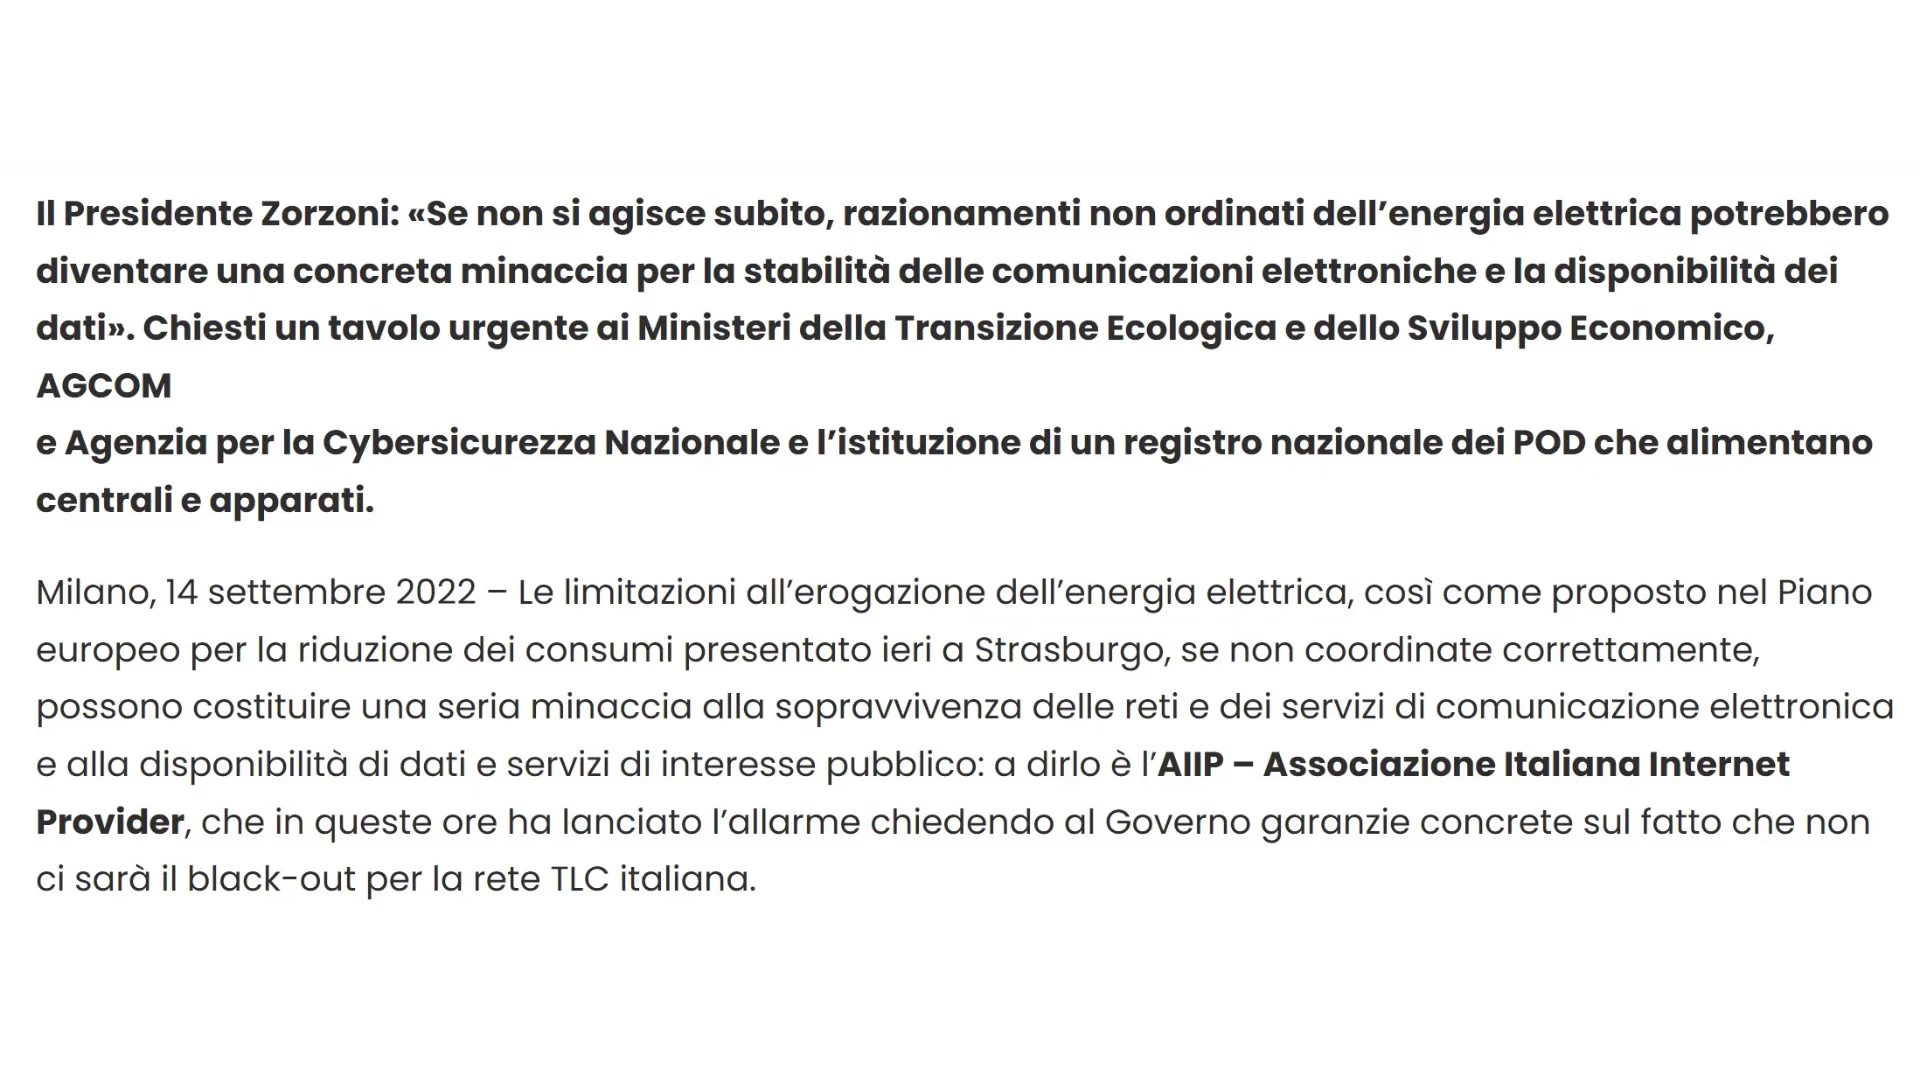 Il Presidente Zorzoni: «Se non si agisce subito, razionamenti non ordinati dell’energia elettrica potrebbero
diventare una concreta minaccia per la stabilità delle comunicazioni elettroniche e la disponibilità dei
dati». Chiesti un tavolo urgente ai Ministeri della Transizione Ecologica e dello Sviluppo Economico,
AGCOM
e Agenzia per la Cybersicurezza Nazionale e l’istituzione di un registro nazionale dei POD che alimentano
centrali e apparati.
Milano, 14 settembre 2022 – Le limitazioni all’erogazione dell’energia elettrica, così come proposto nel Piano
europeo per la riduzione dei consumi presentato ieri a Strasburgo, se non coordinate correttamente,
possono costituire una seria minaccia alla sopravvivenza delle reti e dei servizi di comunicazione elettronica
e alla disponibilità di dati e servizi di interesse pubblico: a dirlo è l’AIIP – Associazione Italiana Internet
Provider, che in queste ore ha lanciato l’allarme chiedendo al Governo garanzie concrete sul fatto che non
ci sarà il black-out per la rete TLC italiana.